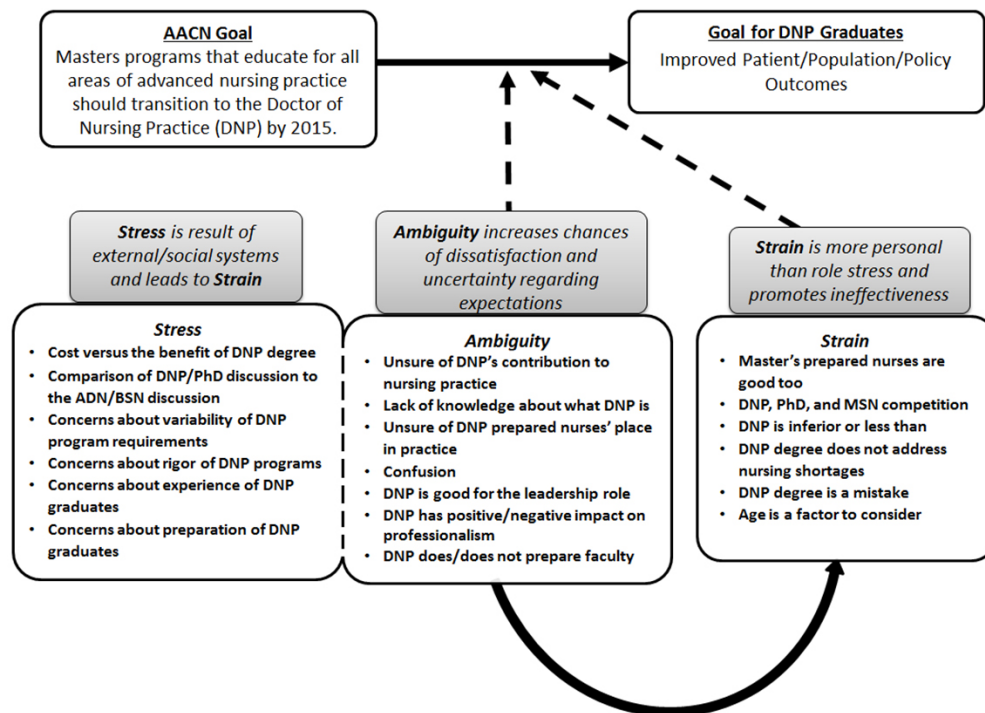 AACN Goal
Masters programs that educate for all
areas of advanced nursing practice
should transition to the Doctor of
Nursing Practice (DNP) by 2015.
Goal for DNP Graduates
Improved Patient/Population/Policy
Outcomes
Stress is result of
external/social systems
and leads to Strain
Ambiguity increases chances
of dissatisfaction and
uncertainty regarding
expectations
Strain is more personal
than role stress and
promotes ineffectiveness
Stress
• Cost versus the benefit of DNP degree
• Comparison of DNP/PhD discussion to
the ADN/BSN discussion
• Concerns about variability of DNP
program requirements
• Concerns about rigor of DNP programs
• Concerns about experience of DNP
graduates
• Concerns about preparation of DNP
graduates
Ambiguity
• Unsure of DNP's contribution to
nursing practice
• Lack of knowledge about what DNP is
• Unsure of DNP prepared nurses' place
in practice
• Confusion
• DNP is good for the leadership role
• DNP has positive/negative impact on
professionalism
• DNP does/does not prepare faculty
Strain
• Master's prepared nurses are
good too
• DNP, PhD, and MSN competition
• DNP is inferior or less than
• DNP degree does not address
nursing shortages
• DNP degree is a mistake
• Age is a factor to consider